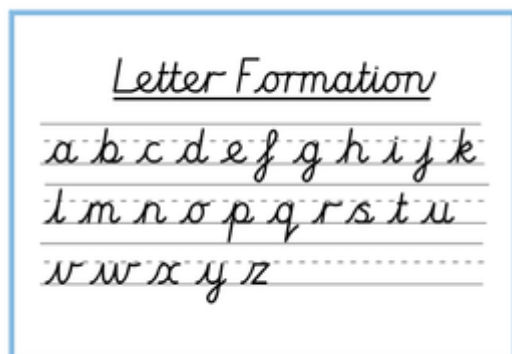 Letter Formation
a b c d e f g h i j k
l m n o p q r s t u
v w x y z